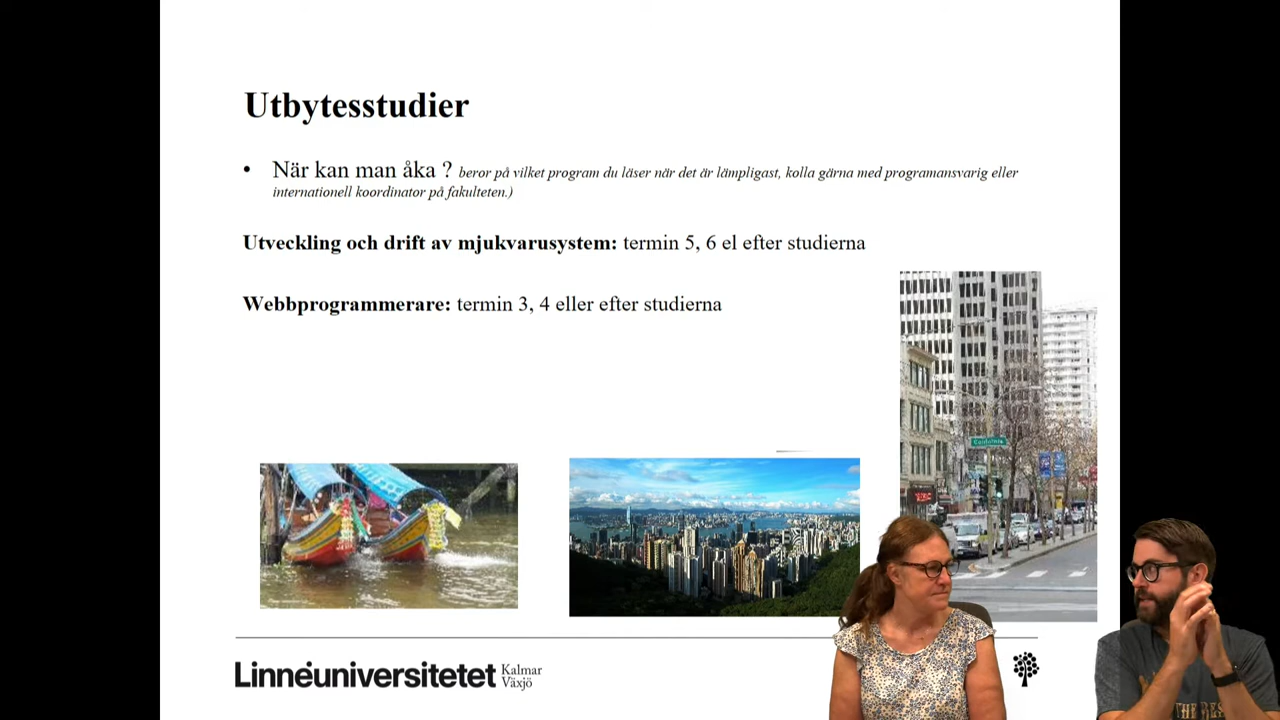 Utbytesstudier
• När kan man åka ? beror på vilket program du läser när det är lämpligast, kolla gärna med programansvarig eller
internationell koordinator på fakulteten.)
Utveckling och drift av mjukvarusystem: termin 5, 6 el efter studierna
Webbprogrammerare: termin 3, 4 eller efter studierna
Linnéuniversitetet
Kalmar
Växjö
THE